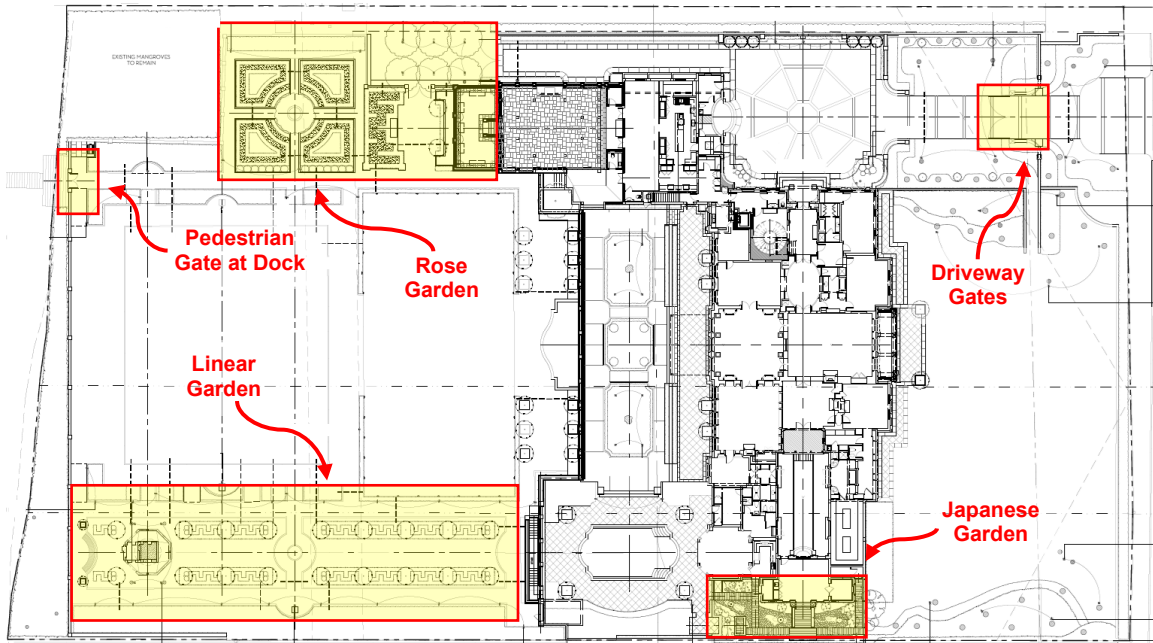 EXISTING MANGROVES
TO REMAIN
Pedestrian
Gate at Dock
Rose
Garden
Driveway
Gates
Linear
Garden
Japanese
Garden